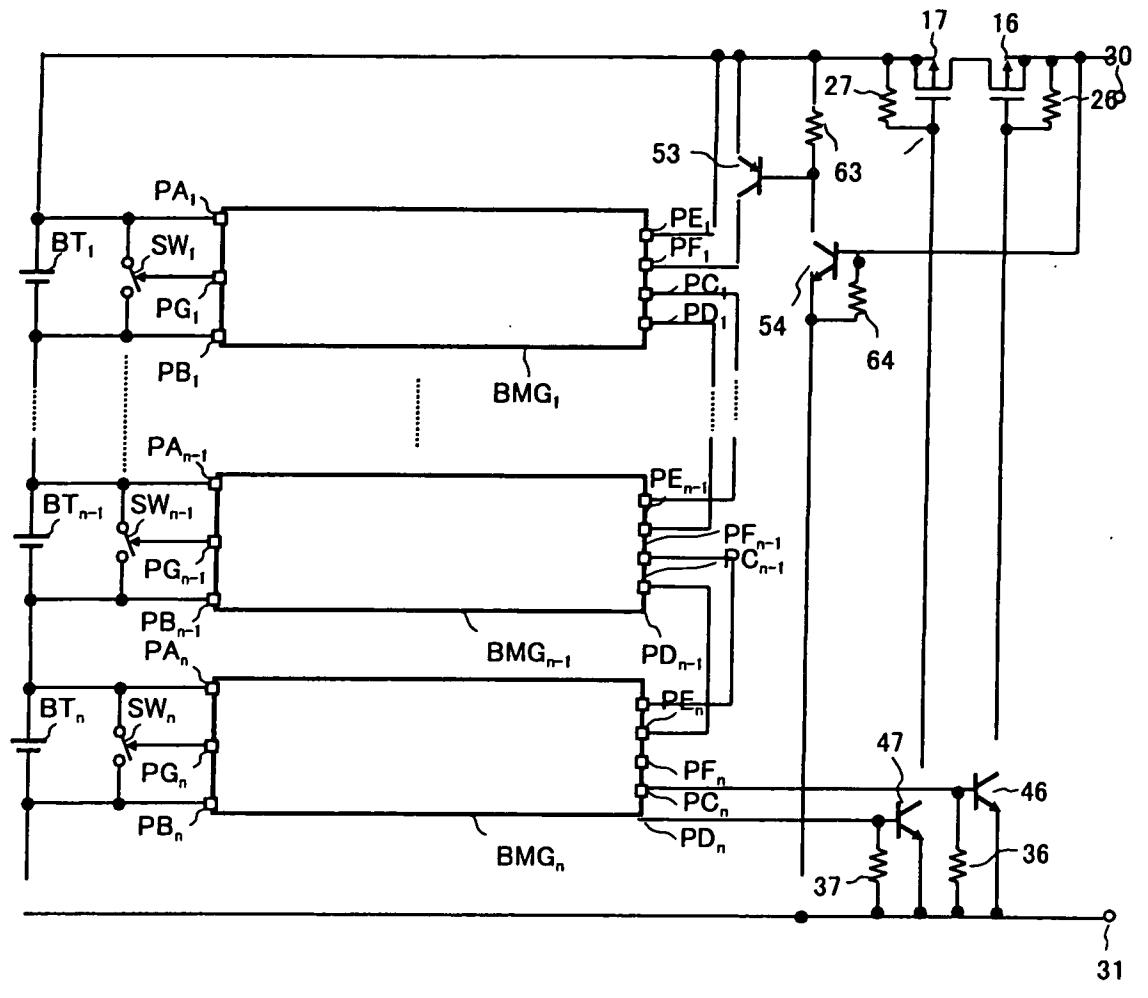 17 16
30
27 26
53 63
PA₁
PE₁
BT₁ SW₁ PF₁
PC₁
PG₁ PD₁
54
64
PB₁
BMG₁
PAₙ₋₁
PEₙ₋₁
BTₙ₋₁ SWₙ₋₁
PFₙ₋₁
PGₙ₋₁ PCₙ₋₁
PBₙ₋₁
BMGₙ₋₁ PDₙ₋₁
PAₙ
BTₙ SWₙ PEₙ
PGₙ PFₙ 47
46
PBₙ PCₙ
PDₙ
BMGₙ 37 36
31